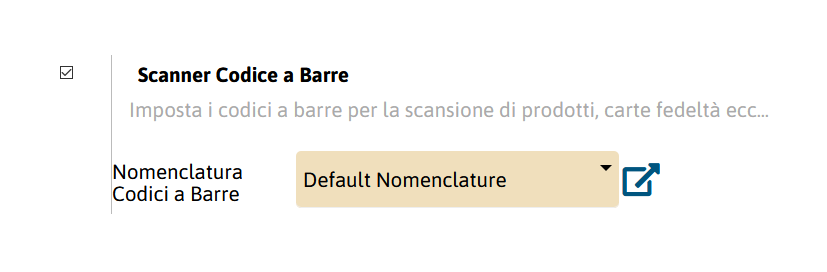 Scanner Codice a Barre
Imposta i codici a barre per la scansione di prodotti, carte fedeltà ecc...
Nomenclatura
Codici a Barre
Default Nomenclature